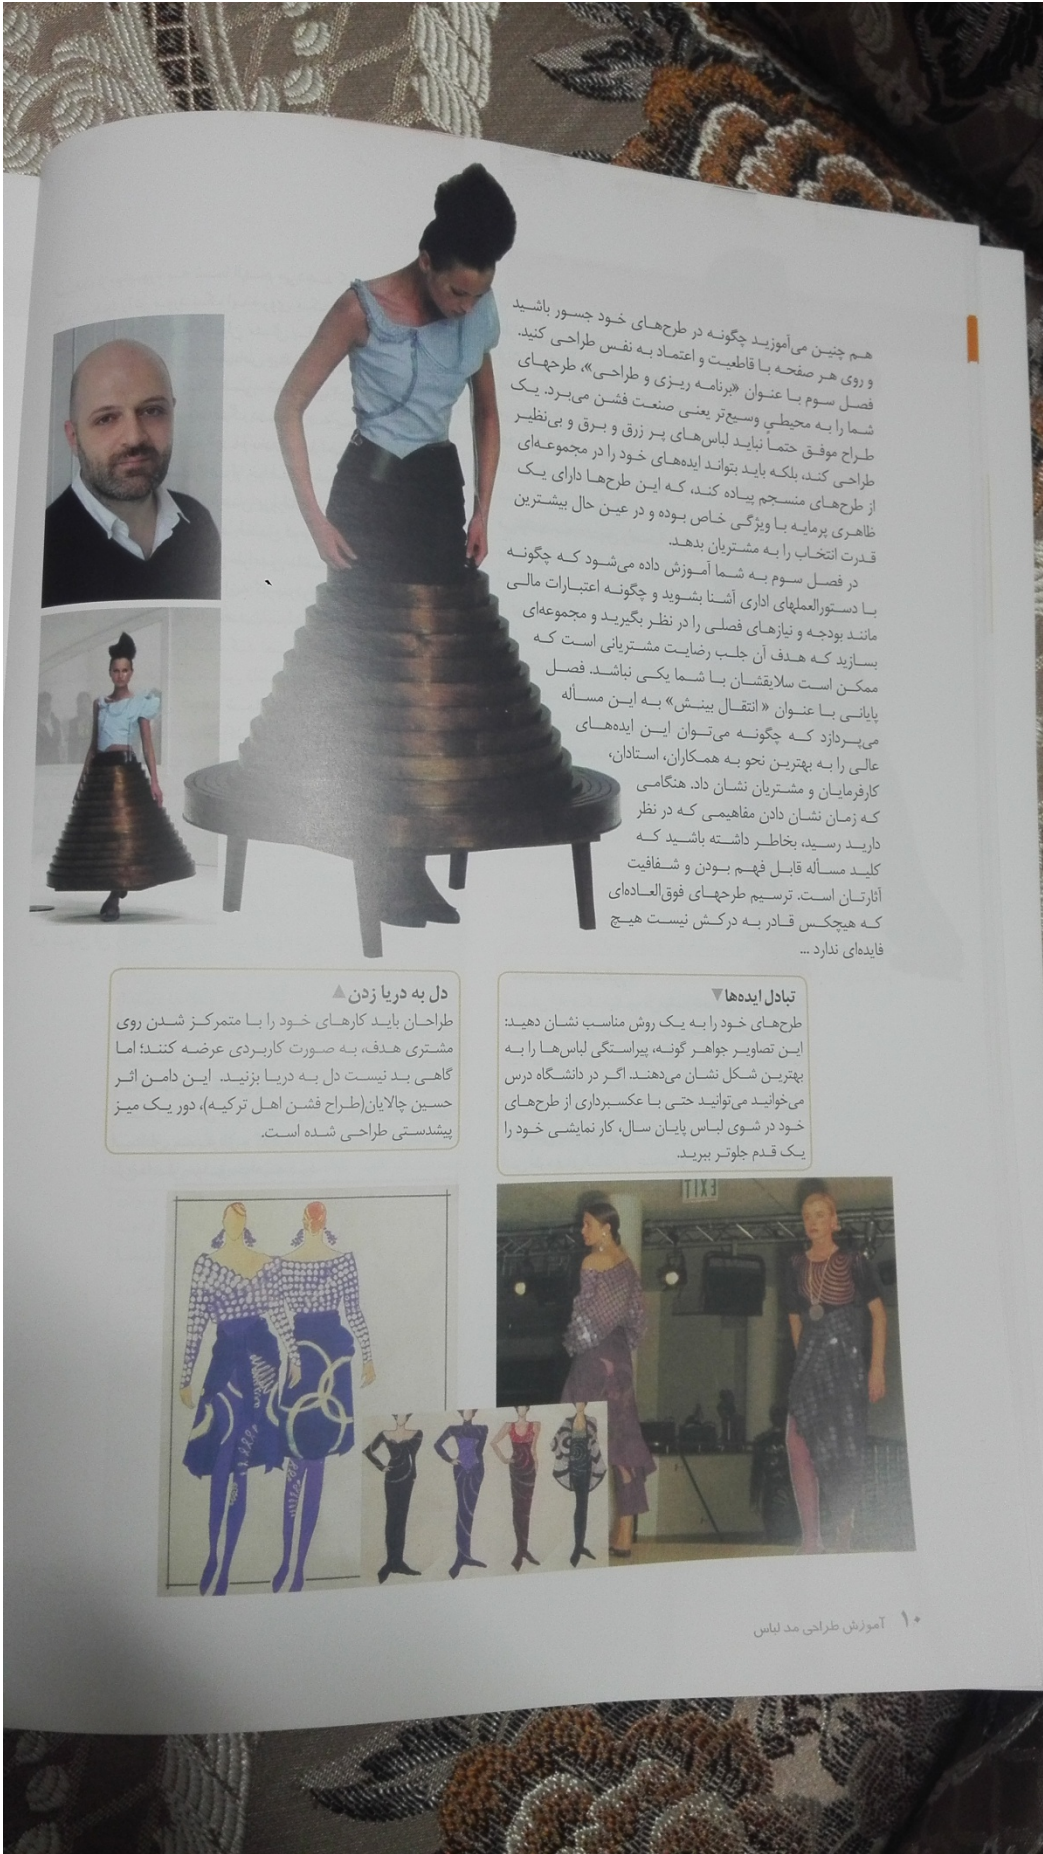 هم چنین می‌آموزید چگونه در طرح‌های خود جسور باشید
و روی هر صفحه با قاطعیت و اعتماد به نفس طراحی کنید.
فصل سوم با عنوان «برنامه ریزی و طراحی»، طرحهای
شما را به محیطی وسیع‌تر یعنی صنعت فشن می‌برد. یک
طراح موفق حتماً نباید لباس‌های پر زرق و برق و بی‌نظیر
طراحی کند، بلکه باید بتواند ایده‌های خود را در مجموعه‌ای
از طرح‌های منسجم پیاده کند، که این طرح‌ها دارای یک
ظاهری پرمایه با ویژگی خاص بوده و در عین حال بیشترین
قدرت انتخاب را به مشتریان بدهد.
در فصل سوم به شما آموزش داده می‌شود که چگونه
با دستورالعملهای اداری آشنا بشوید و چگونه اعتبارات مالی
مانند بودجه و نیازهای فصلی را در نظر بگیرید و مجموعه‌ای
بسازید که هدف آن جلب رضایت مشتریانی است که
ممکن است سلایقشان با شما یکی نباشد. فصل
پایانی با عنوان « انتقال بینش» به این مسأله
می‌پردازد که چگونه می‌توان این ایده‌های
عالی را به بهترین نحو به همکاران، استادان،
کارفرمایان و مشتریان نشان داد. هنگامی
که زمان نشان دادن مفاهیمی که در نظر
دارید رسید، بخاطر داشته باشید که
کلید مسأله قابل فهم بودن و شفافیت
آثارتان است. ترسیم طرحهای فوق‌العاده‌ای
که هیچکس قادر به درکش نیست هیچ
فایده‌ای ندارد ...
تبادل ایده‌ها▼
طرح‌های خود را به یک روش مناسب نشان دهید:
این تصاویر جواهر گونه، پیراستگی لباس‌ها را به
بهترین شکل نشان می‌دهند. اگر در دانشگاه درس
می‌خوانید می‌توانید حتی با عکسبرداری از طرح‌های
خود در شوی لباس پایان سال، کار نمایشی خود را
یک قدم جلوتر ببرید.
دل به دریا زدن▲
طراحان باید کارهای خود را با متمرکز شدن روی
مشتری هدف، به صورت کاربردی عرضه کنند؛ اما
گاهی بد نیست دل به دریا بزنید. این دامن اثر
حسین چالایان(طراح فشن اهل ترکیه)، دور یک میز
پیشدستی طراحی شده است.
EXIT
۱۰ آموزش طراحی مد لباس